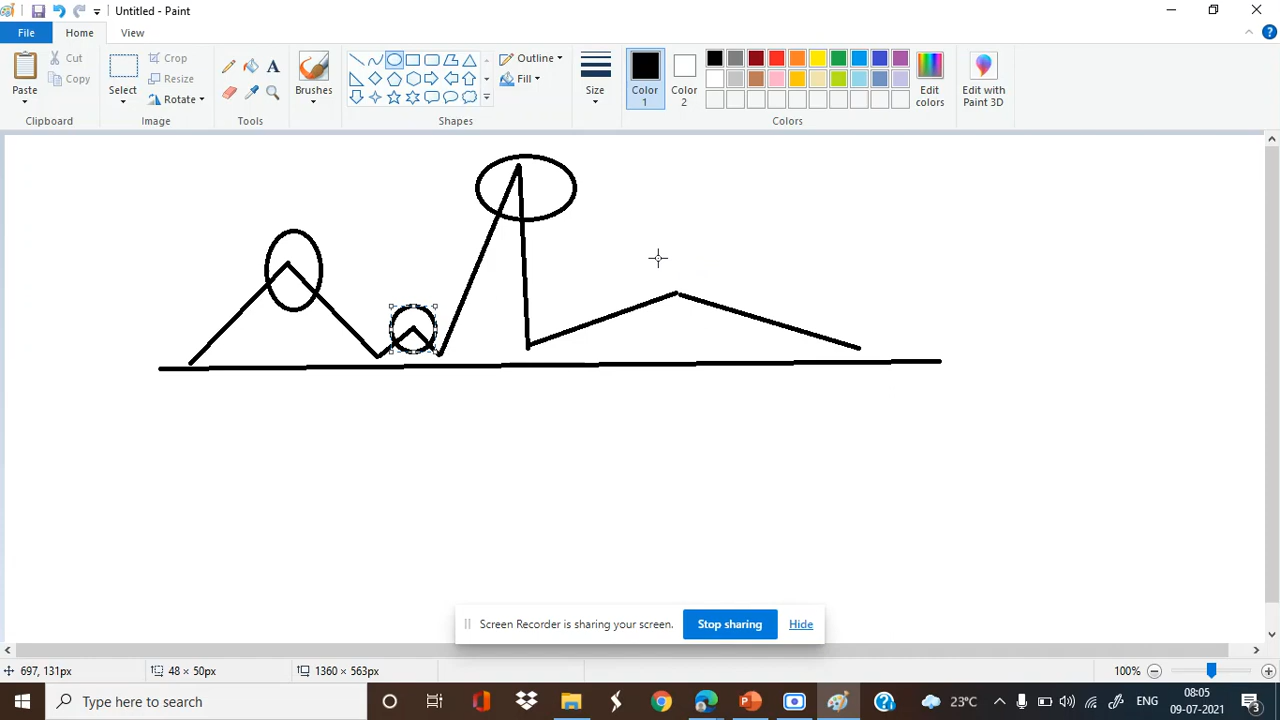 Untitled - Paint
File Home View
Paste
Cut
Copy
Clipboard
Select
Crop
Resize
Rotate
Image
A
Tools
Brushes
Outline
Fill
Shapes
Size
Color 1
Color 2
Edit colors
Colors
Edit with Paint 3D
Screen Recorder is sharing your screen. Stop sharing Hide
697, 131px 48 × 50px 1360 × 563px 100%
Type here to search 23°C ENG 08:05
09-07-2021 3